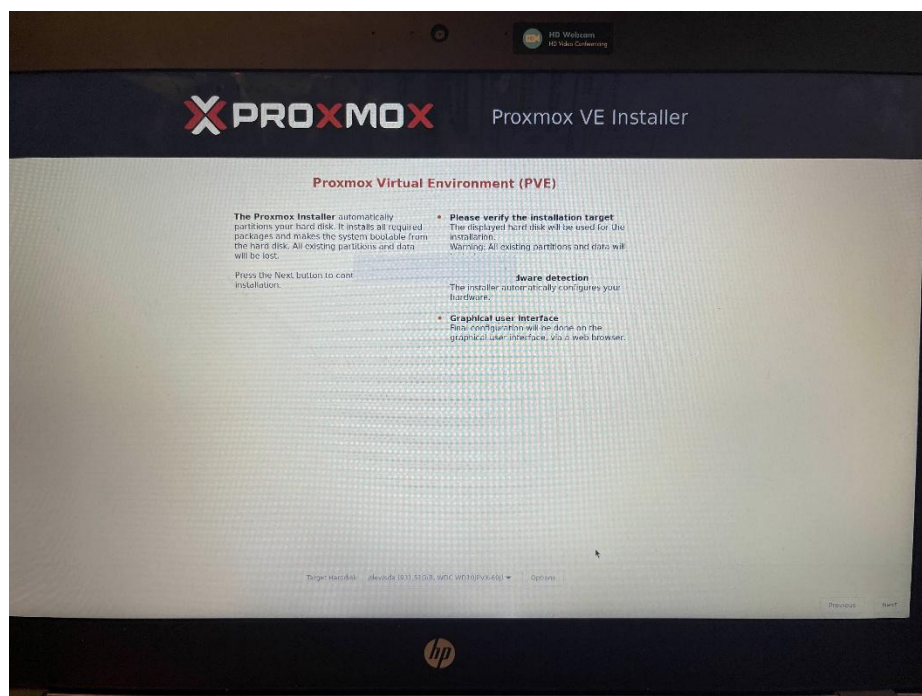 HD Webcam
HD Video Conferencing
PROXMOX
Proxmox VE Installer
Proxmox Virtual Environment (PVE)
The Proxmox Installer automatically
partitions your hard disk. It installs all required
packages and makes the system bootable from
the hard disk. All existing partitions and data
will be lost.
Press the Next button to cont
installation.
• Please verify the installation target
The displayed hard disk will be used for the
installation.
Warning: All existing partitions and data will
dware detection
The installer automatically configures your
hardware.
• Graphical user interface
Final configuration will be done on the
graphical user interface, via a web browser.
Target Harddisk
Options
Previous
Next
hp